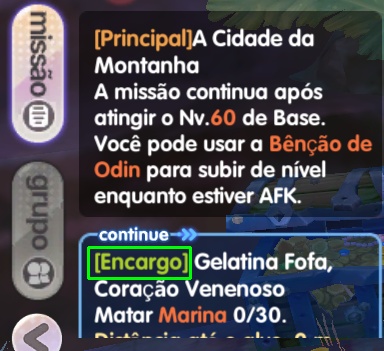 missão
[Principal]A Cidade da
Montanha
A missão continua após
atingir o Nv.60 de Base.
Você pode usar a Bênção de
Odin para subir de nível
enquanto estiver AFK.
grupo
continue
[Encargo] Gelatina Fofa,
Coração Venenoso
Matar Marina 0/30.